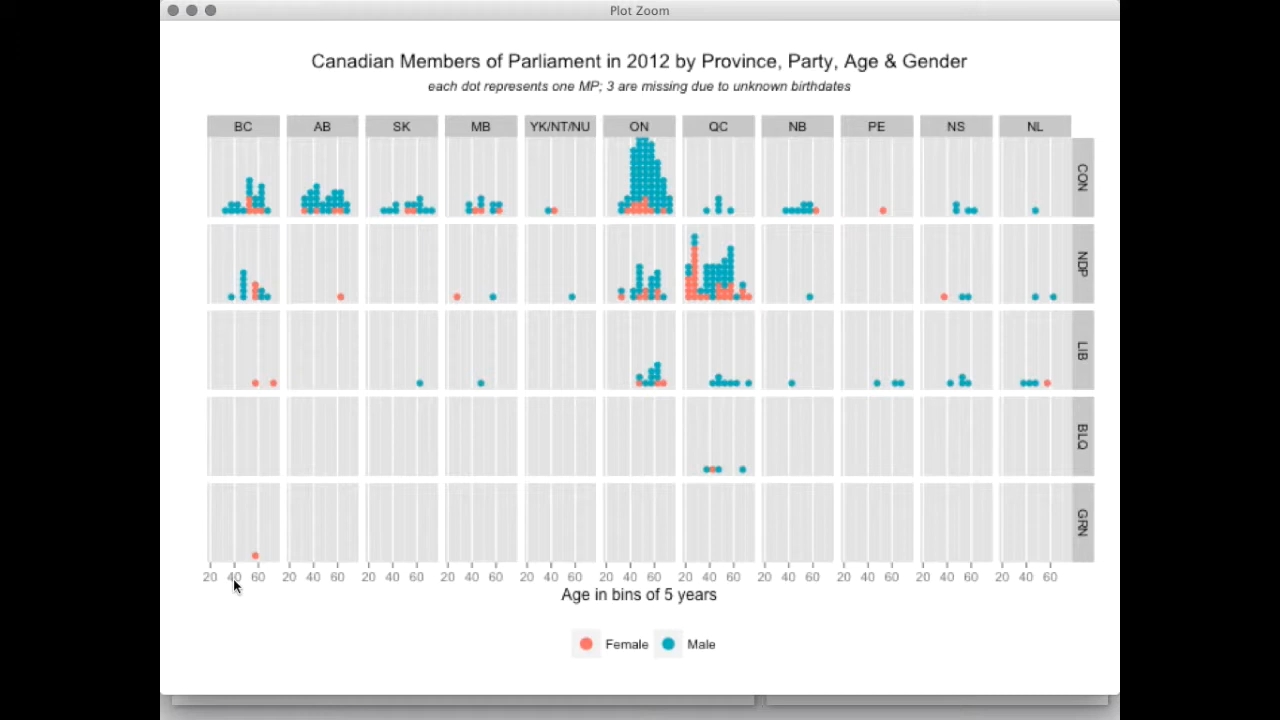 Plot Zoom
Canadian Members of Parliament in 2012 by Province, Party, Age & Gender
each dot represents one MP; 3 are missing due to unknown birthdates
BC AB SK MB YK/NT/NU ON QC NB PE NS NL
CON
NDP
LIB
BLQ
GRN
20 40 60 20 40 60 20 40 60 20 40 60 20 40 60 20 40 60 20 40 60 20 40 60 20 40 60 20 40 60 20 40 60
Age in bins of 5 years
Female Male